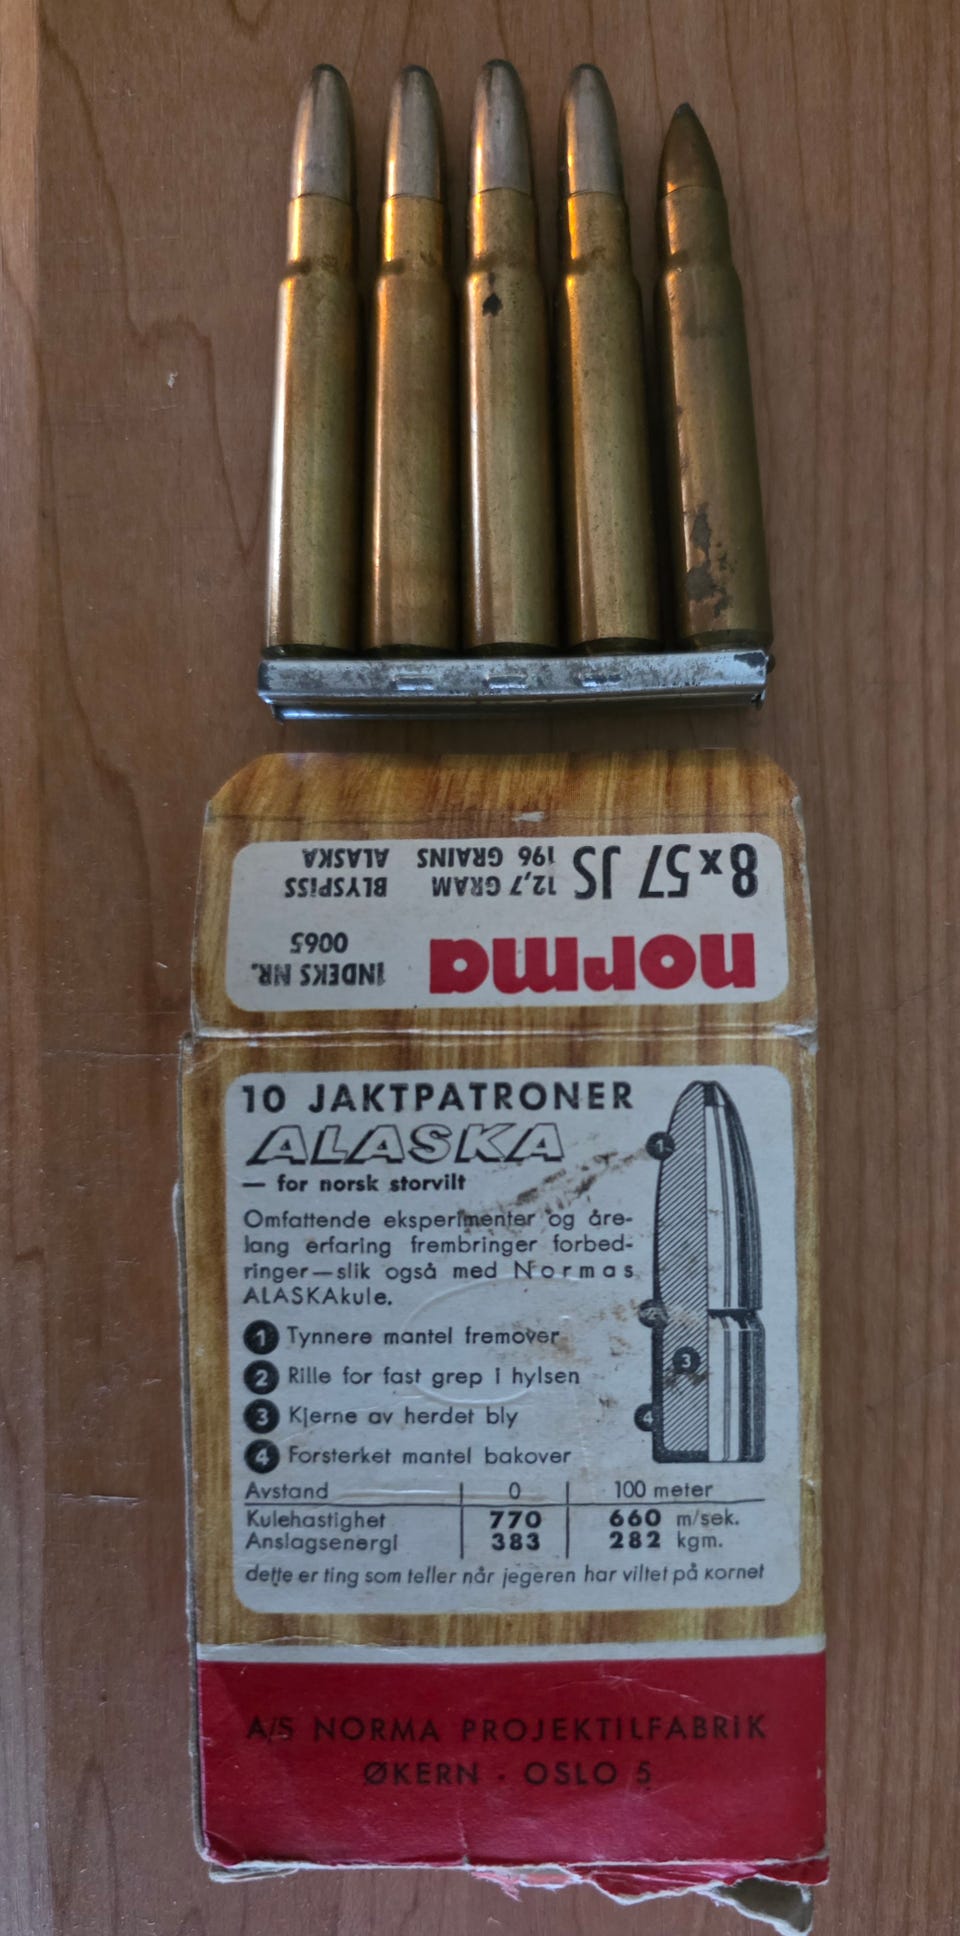 norma
INDEKS NR.
0065
8x57 JS
12,7 GRAM
196 GRAINS
BLYSPISS
ALASKA
10 JAKTPATRONER
ALASKA
— for norsk storvilt
Omfattende eksperimenter og åre-
lang erfaring frembringer forbed-
ringer—slik også med Normas
ALASKAkule.
1 Tynnere mantel fremover
2 Rille for fast grep i hylsen
3 Kjerne av herdet bly
4 Forsterket mantel bakover
1
2
3
4
Avstand 0 100 meter
Kulehastighet 770 660 m/sek.
Anslagsenergi 383 282 kgm.
dette er ting som teller når jegeren har viltet på kornet
A/S NORMA PROJEKTILFABRIK
ØKERN - OSLO 5